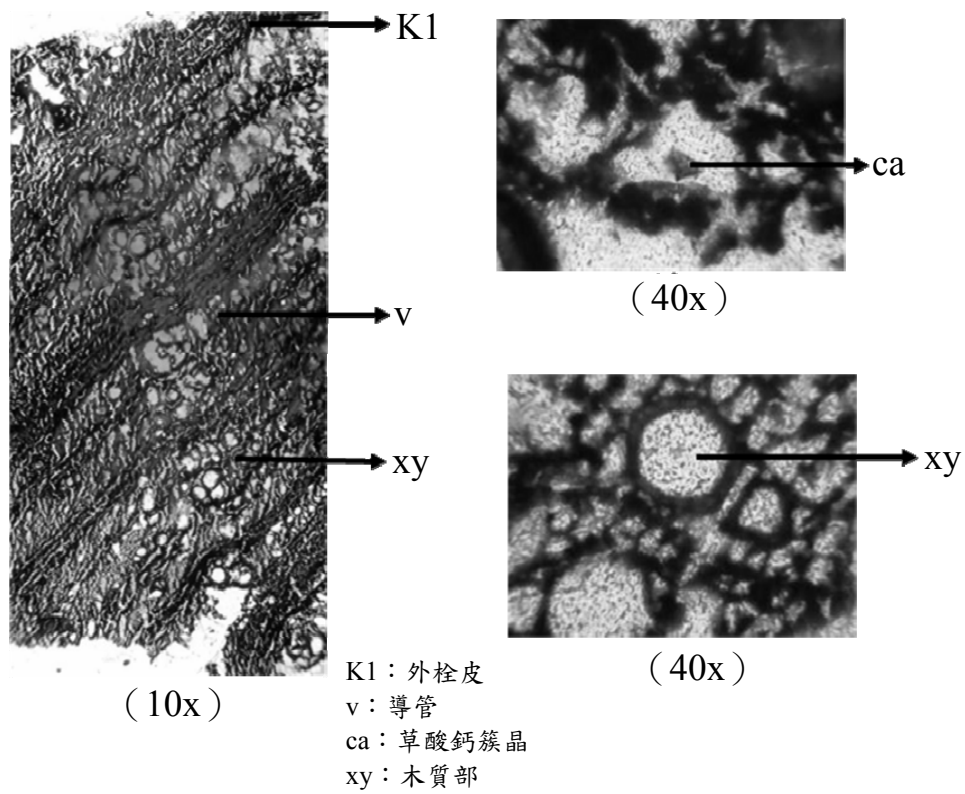 K1
ca
(40x)
v
xy
xy
(40x)
(10x)
K1：外栓皮
v：導管
ca：草酸鈣簇晶
xy：木質部